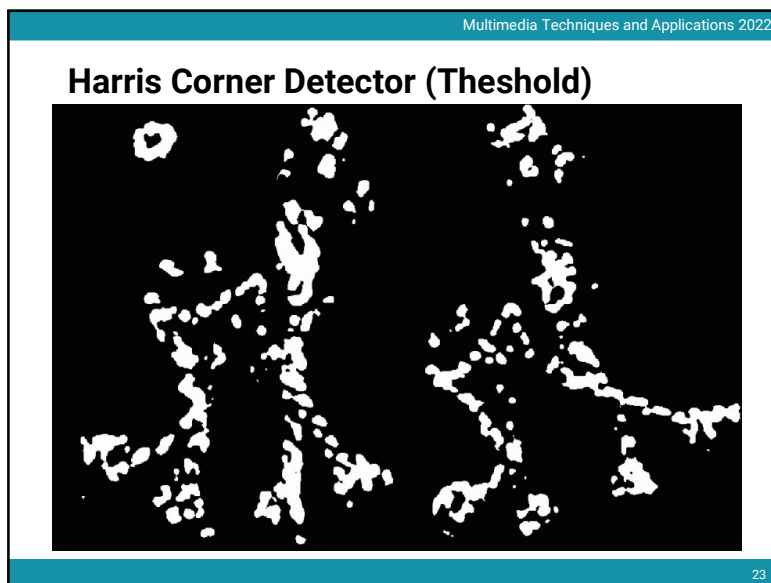 Multimedia Techniques and Applications 2022
Harris Corner Detector (Theshold)
23